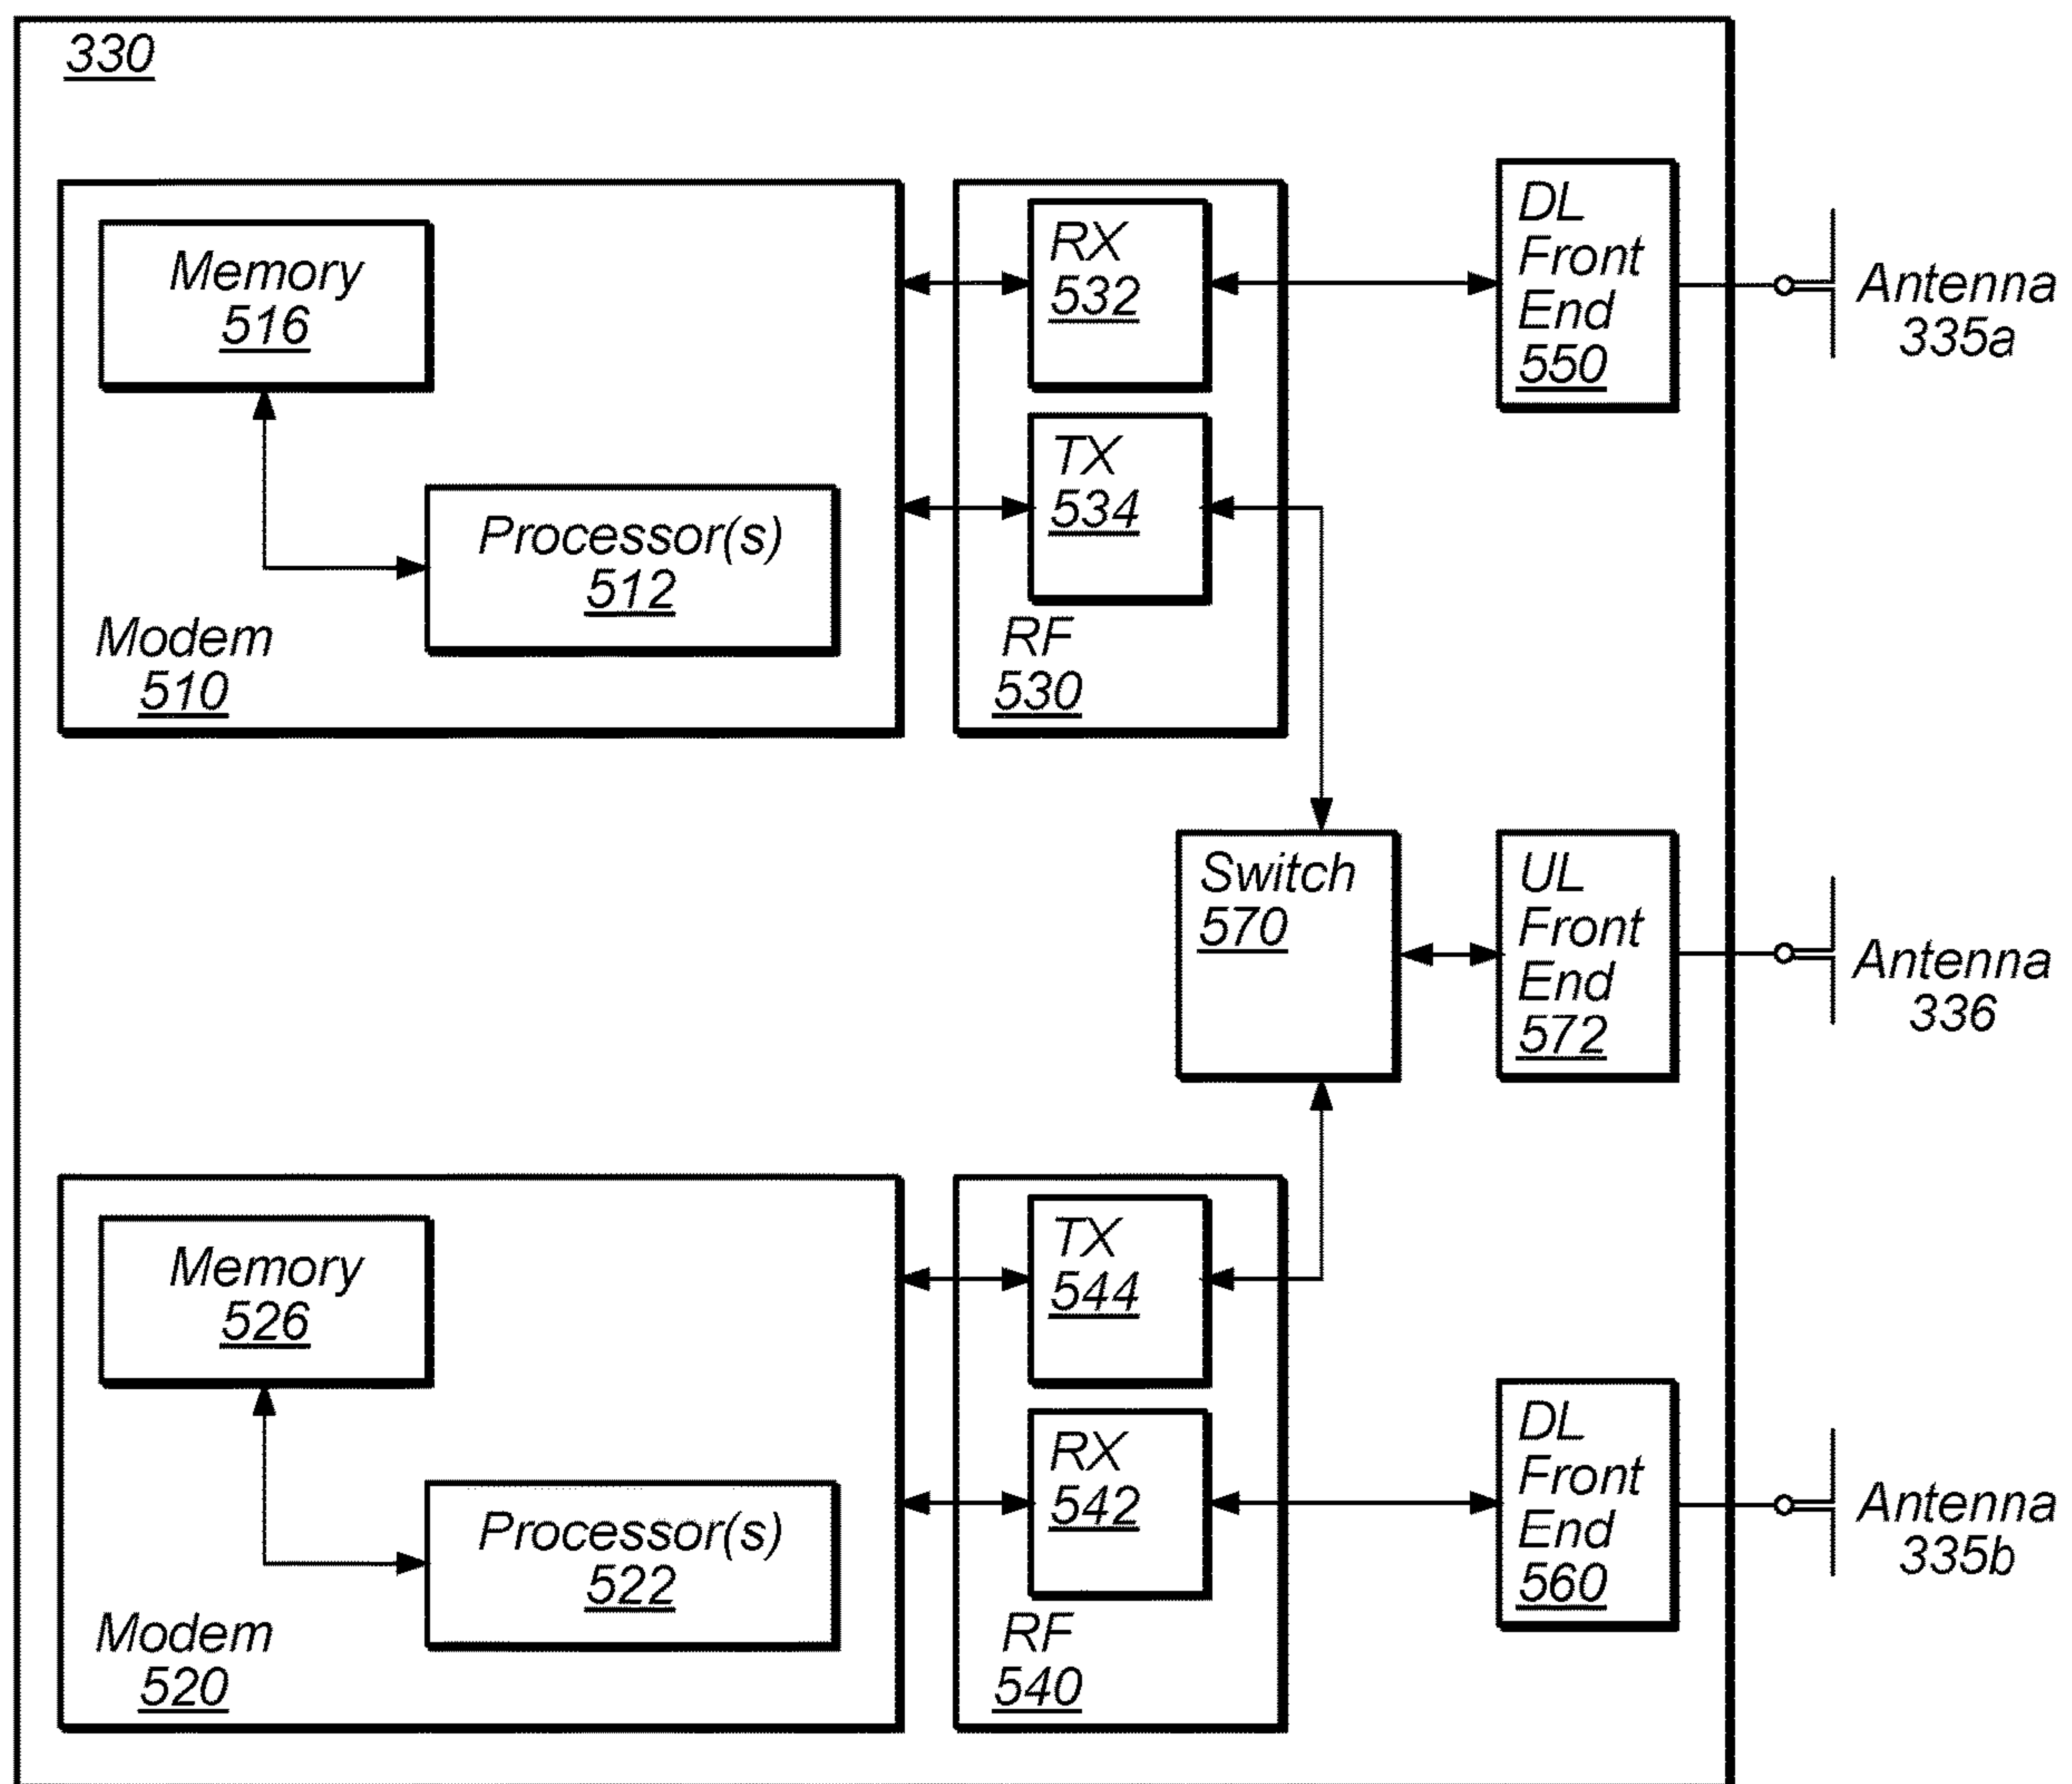 330
Memory
516
Processor(s)
512
Modem
510
RX
532
TX
534
RF
530
DL
Front
End
550
Antenna
335a
Switch
570
UL
Front
End
572
Antenna
336
Memory
526
Processor(s)
522
Modem
520
TX
544
RX
542
RF
540
DL
Front
End
560
Antenna
335b